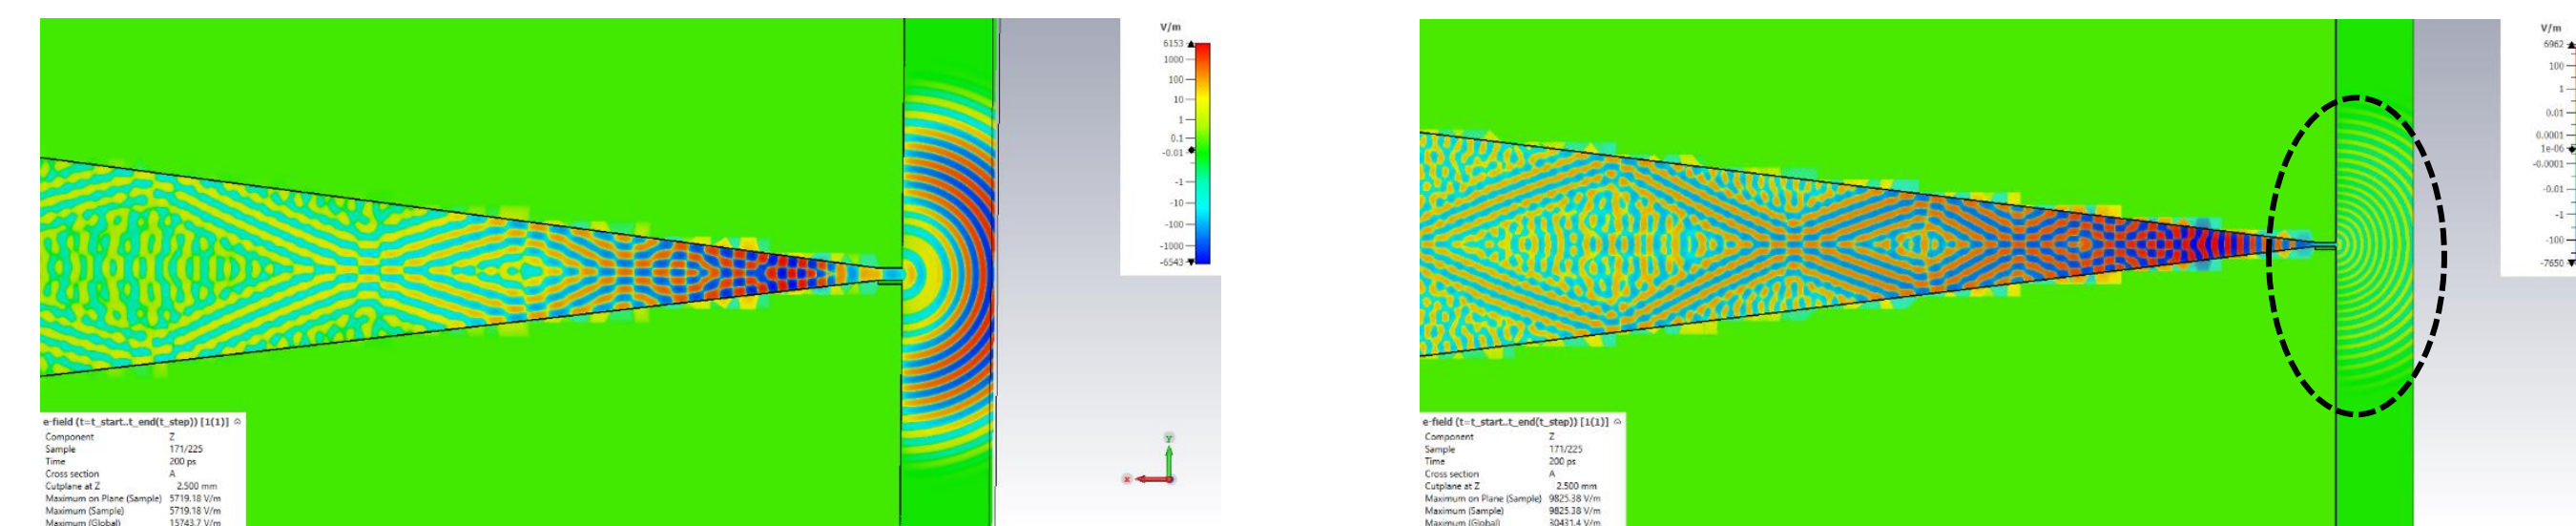 V/m
6153
1000
100
10
1
0.1
-0.01
-1
-10
-100
-1000
-6543
e-field (t=t_start..t_end(t_step)) [1(1)]
Component Z
Sample 171/225
Time 200 ps
Cross section A
Cutplane at Z 2.500 mm
Maximum on Plane (Sample) 5719.18 V/m
Maximum (Sample) 5719.18 V/m
Maximum (Global) 15743.7 V/m
Y
X
V/m
6962
100
1
0.01
0.0001
1e-06
-0.0001
-0.01
-1
-100
-7650
e-field (t=t_start..t_end(t_step)) [1(1)]
Component Z
Sample 171/225
Time 200 ps
Cross section A
Cutplane at Z 2.500 mm
Maximum on Plane (Sample) 9825.38 V/m
Maximum (Sample) 9825.38 V/m
Maximum (Global) 30431.4 V/m